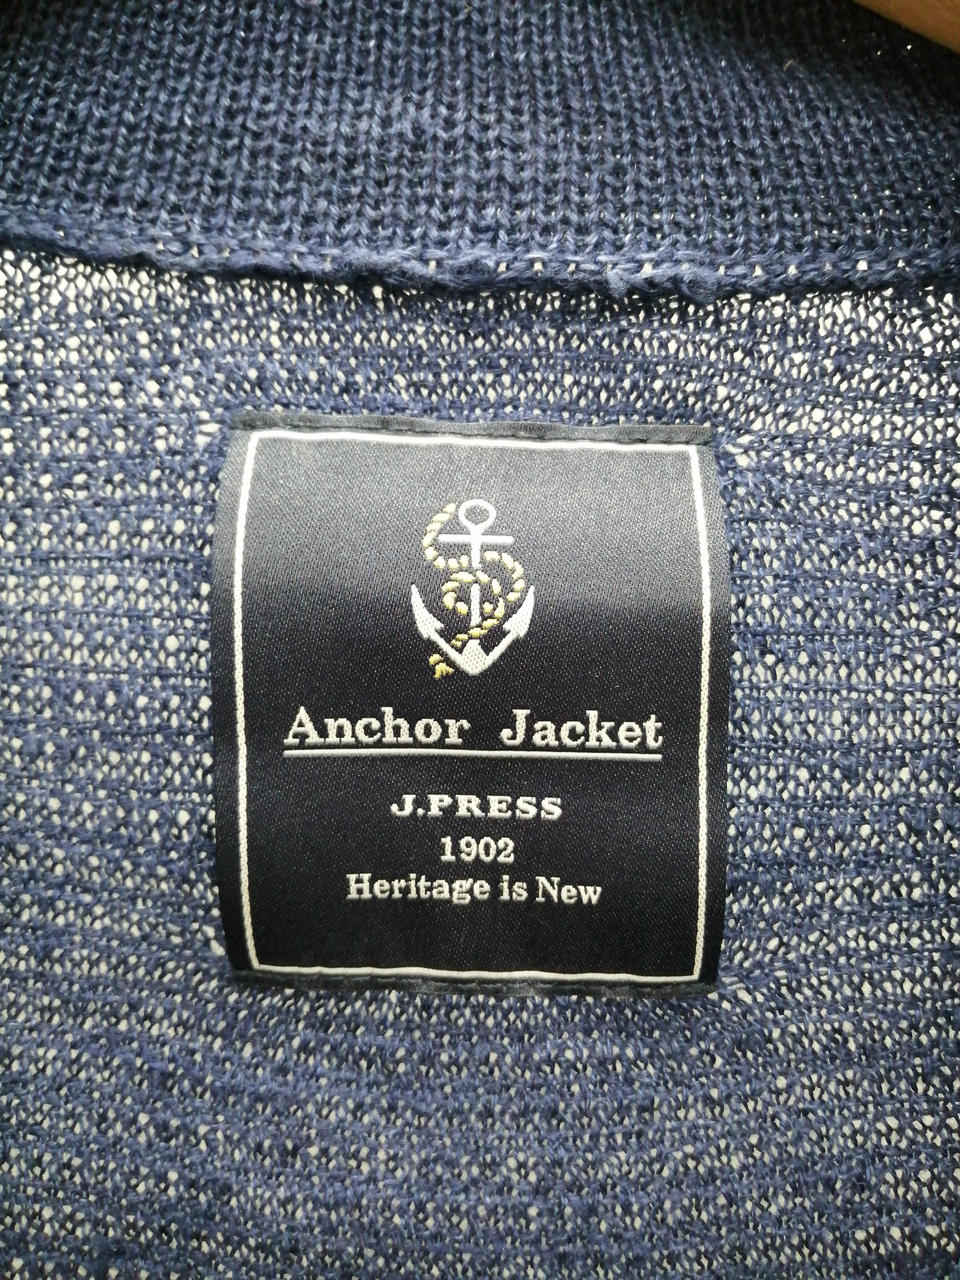 Anchor Jacket
J.PRESS
1902
Heritage is New